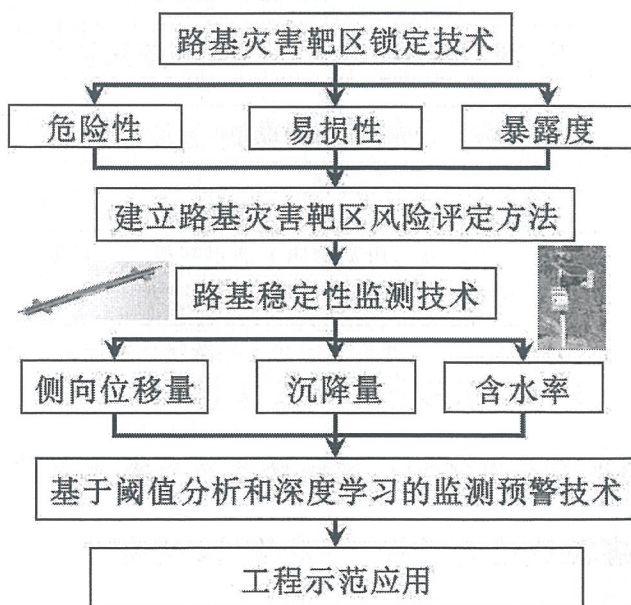 路基灾害靶区锁定技术
危险性
易损性
暴露度
建立路基灾害靶区风险评定方法
路基稳定性监测技术
侧向位移量
沉降量
含水率
基于阈值分析和深度学习的监测预警技术
工程示范应用